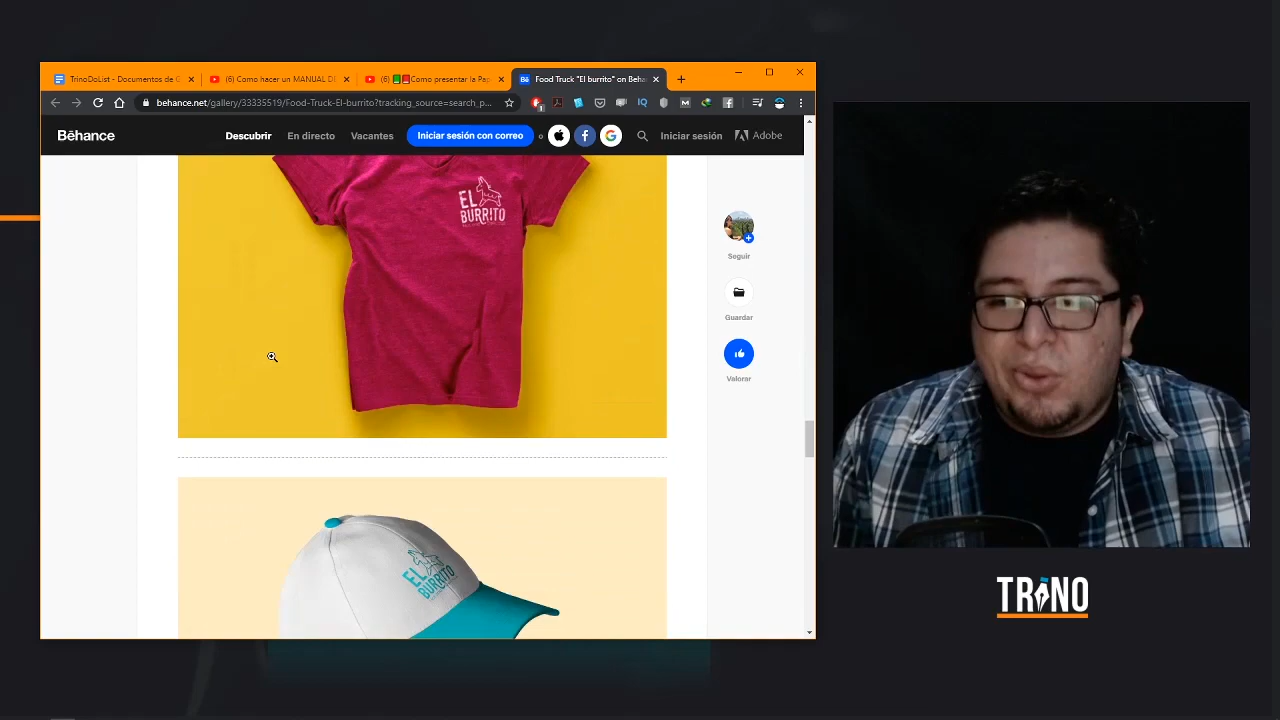 TrinoDoList - Documentos de G
(6) Como hacer un MANUAL DE
(6) Como presentar la Pap
Food Truck "El burrito" on Behan
behance.net/gallery/33335519/Food-Truck-El-burrito?tracking_source=search_p...
Bēhance
Descubrir
En directo
Vacantes
Iniciar sesión con correo
o
Iniciar sesión
Adobe
EL
BURRITO
Seguir
Guardar
Valorar
EL
BURRITO
TRINO